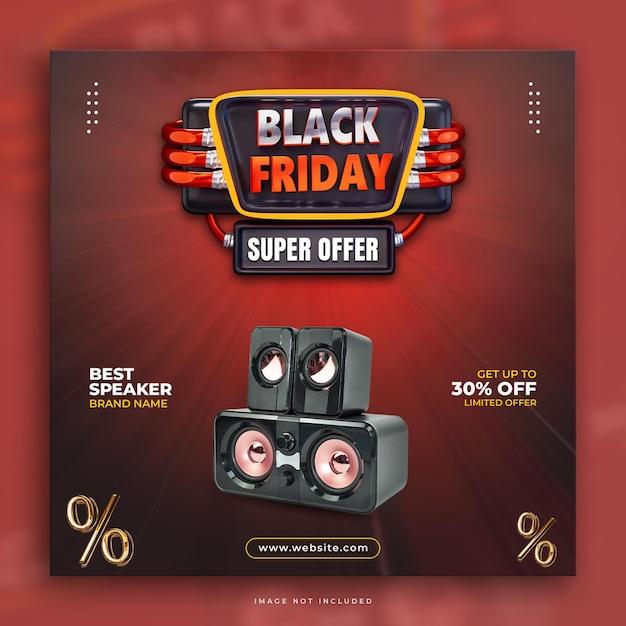 BLACK
FRIDAY
SUPER OFFER
BEST
SPEAKER
BRAND NAME
GET UP TO
30% OFF
LIMITED OFFER
%
%
www.website.com
IMAGE NOT INCLUDED